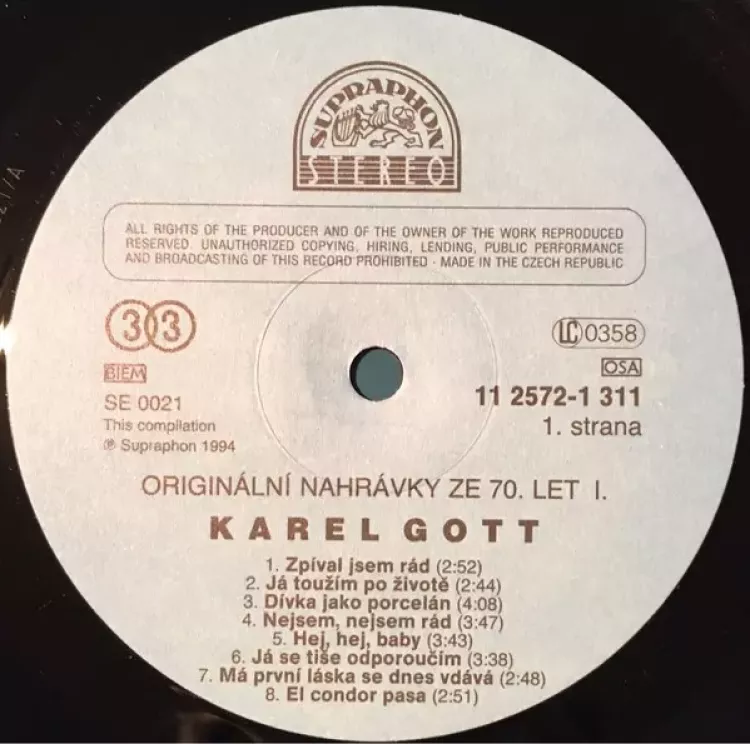 SUPRAPHON
STEREO
ALL RIGHTS OF THE PRODUCER AND OF THE OWNER OF THE WORK REPRODUCED
RESERVED. UNAUTHORIZED COPYING, HIRING, LENDING, PUBLIC PERFORMANCE
AND BROADCASTING OF THIS RECORD PROHIBITED · MADE IN THE CZECH REPUBLIC
33
LC 0358
BIEM
OSA
SE 0021
11 2572-1 311
This compilation
1. strana
℗ Supraphon 1994
ORIGINÁLNÍ NAHRÁVKY ZE 70. LET I.
KAREL GOTT
1. Zpíval jsem rád (2:52)
2. Já toužím po životě (2:44)
3. Dívka jako porcelán (4:08)
4. Nejsem, nejsem rád (3:47)
5. Hej, hej, baby (3:43)
6. Já se tiše odporoučím (3:38)
7. Má první láska se dnes vdává (2:48)
8. El condor pasa (2:51)